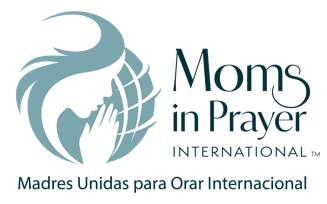 Moms
in Prayer
INTERNATIONAL™
Madres Unidas para Orar Internacional